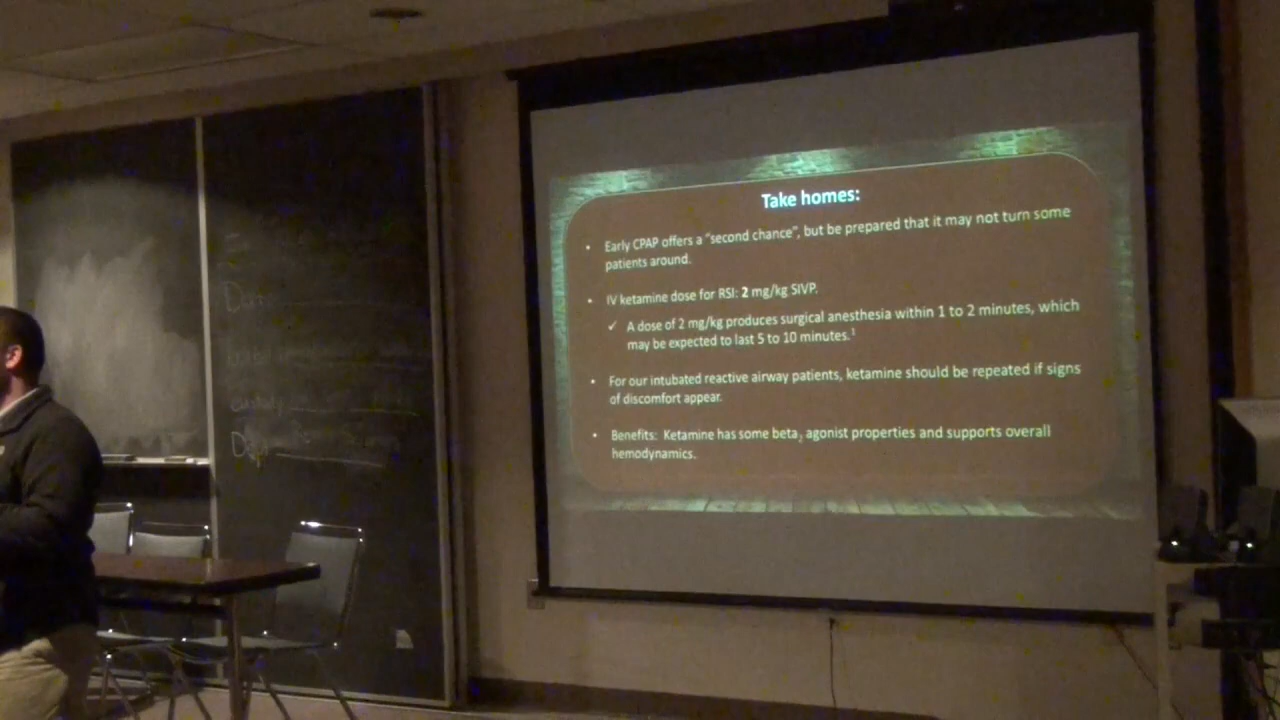 Take homes:
• Early CPAP offers a "second chance", but be prepared that it may not turn some
patients around.
• IV ketamine dose for RSI: 2 mg/kg SIVP.
✓ A dose of 2 mg/kg produces surgical anesthesia within 1 to 2 minutes, which
may be expected to last 5 to 10 minutes.¹
• For our intubated reactive airway patients, ketamine should be repeated if signs
of discomfort appear.
• Benefits: Ketamine has some beta₂ agonist properties and supports overall
hemodynamics.